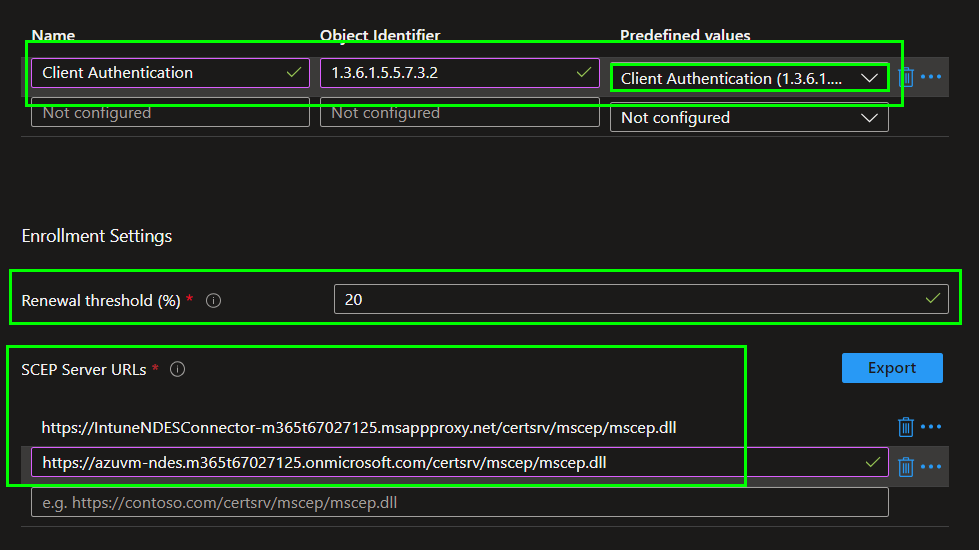 Name Object Identifier Predefined values
Client Authentication 1.3.6.1.5.5.7.3.2 Client Authentication (1.3.6.1....
Not configured Not configured Not configured
Enrollment Settings
Renewal threshold (%) * 20
SCEP Server URLs * Export
https://IntuneNDESConnector-m365t67027125.msappproxy.net/certsrv/mscep/mscep.dll
https://azuvm-ndes.m365t67027125.onmicrosoft.com/certsrv/mscep/mscep.dll
e.g. https://contoso.com/certsrv/mscep/mscep.dll